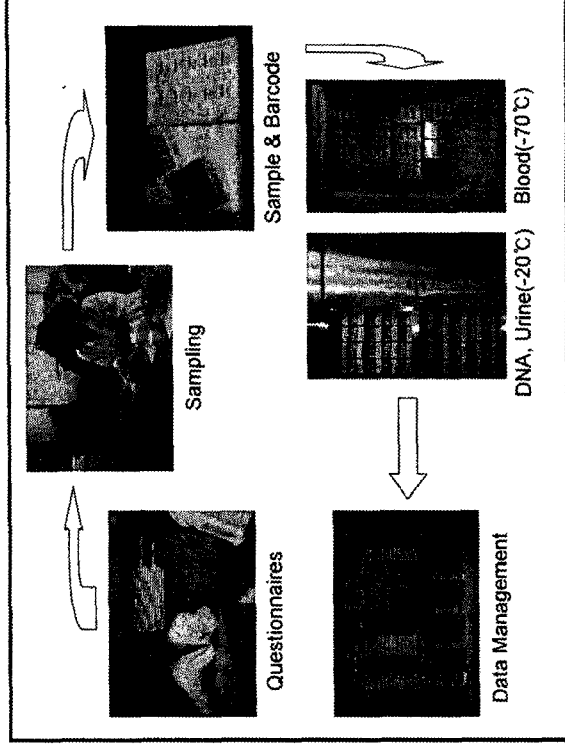 Questionnaires
Sampling
Sample & Barcode
Blood(-70℃)
DNA, Urine(-20℃)
Data Management